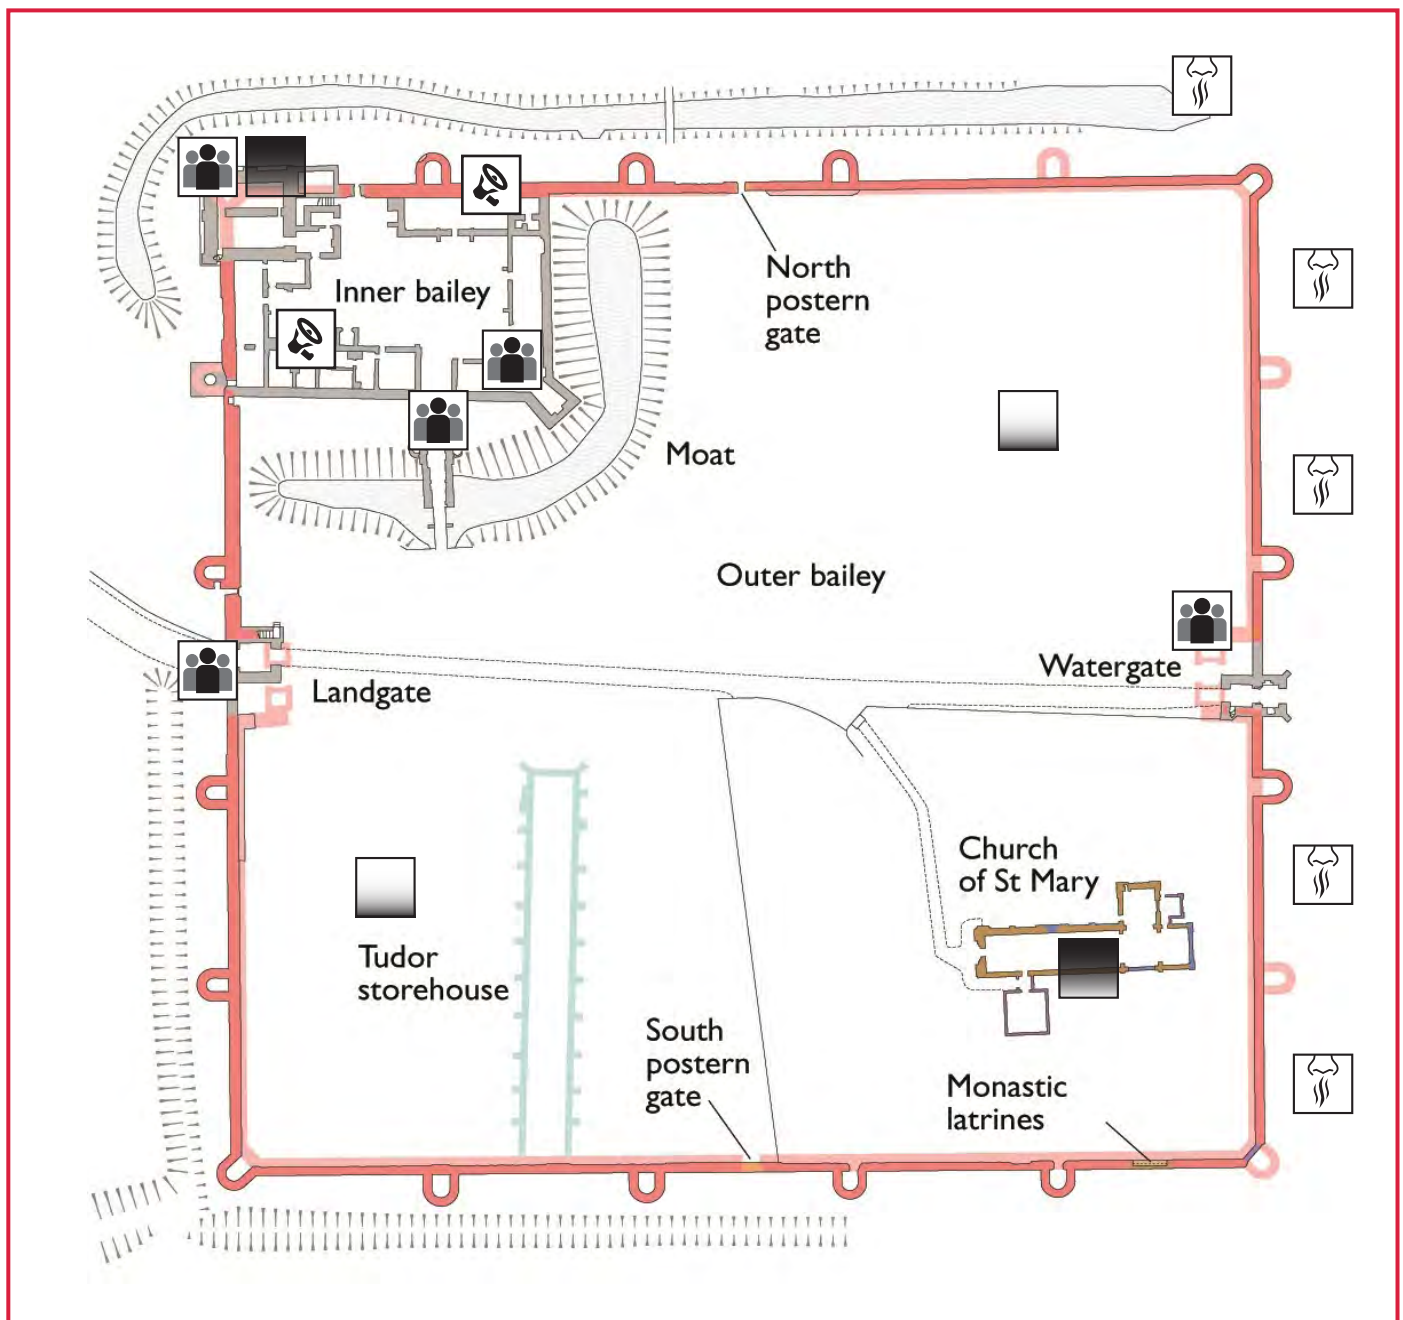 North
postern
gate
Inner bailey
Moat
Outer bailey
Watergate
Landgate
Church
of St Mary
Tudor
storehouse
South
postern
gate
Monastic
latrines